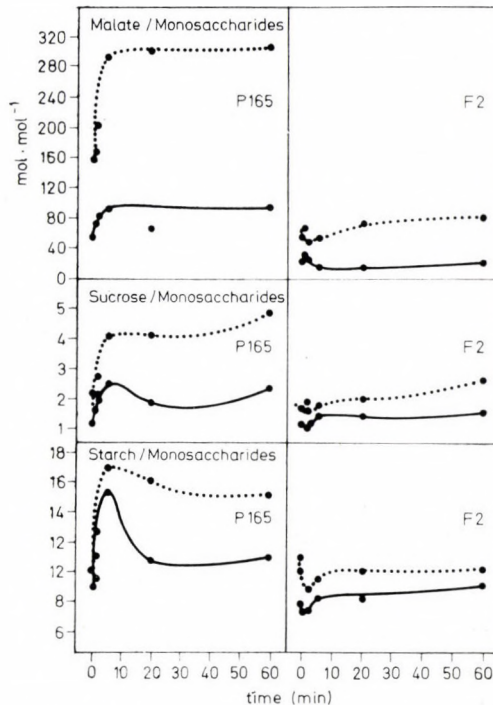 Malate/Monosaccharides
320
280
240
200
160
120
80
40
0
P165
F2
mol·mol⁻¹
Sucrose/Monosaccharides
5
4
3
2
1
P165
F2
Starch/Monosaccharides
18
16
14
12
10
8
6
P165
F2
0 10 20 30 40 50 60
0 10 20 30 40 50 60
time (min)